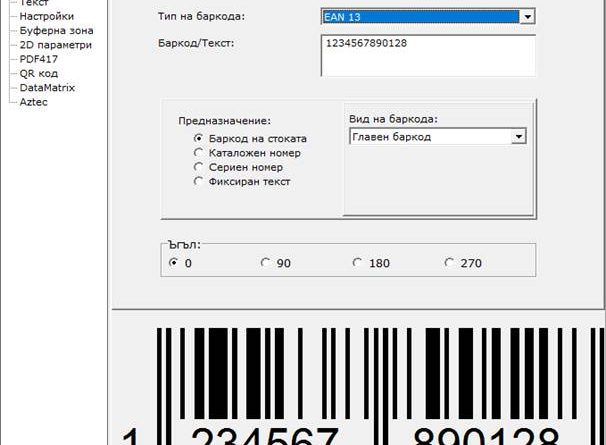 Текст
Настройки
Буферна зона
2D параметри
PDF417
QR код
DataMatrix
Aztec
Тип на баркода:
EAN 13
Баркод/Текст:
1234567890128
Предназначение:
Баркод на стоката
Каталожен номер
Сериен номер
Фиксиран текст
Вид на баркода:
Главен баркод
Ъгъл:
0 90 180 270
1 234567 890128